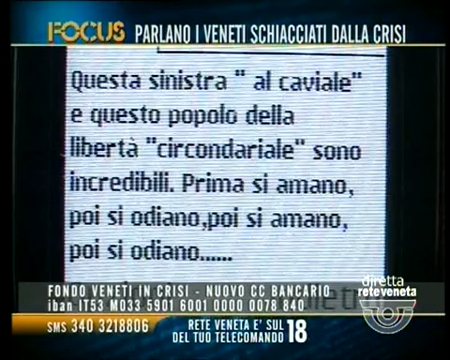 FOCUS PARLANO I VENETI SCHIACCIATI DALLA CRISI
Questa sinistra " al caviale"
e questo popolo della
libertà "circondariale" sono
incredibili. Prima si amano,
poi si odiano,poi si amano,
poi si odiano......
diretta
reteveneta
FONDO VENETI IN CRISI - NUOVO CC BANCARIO
iban IT53 M033 5901 6001 0000 0078 840
SMS 340 3218806
RETE VENETA E' SUL
DEL TUO TELECOMANDO 18